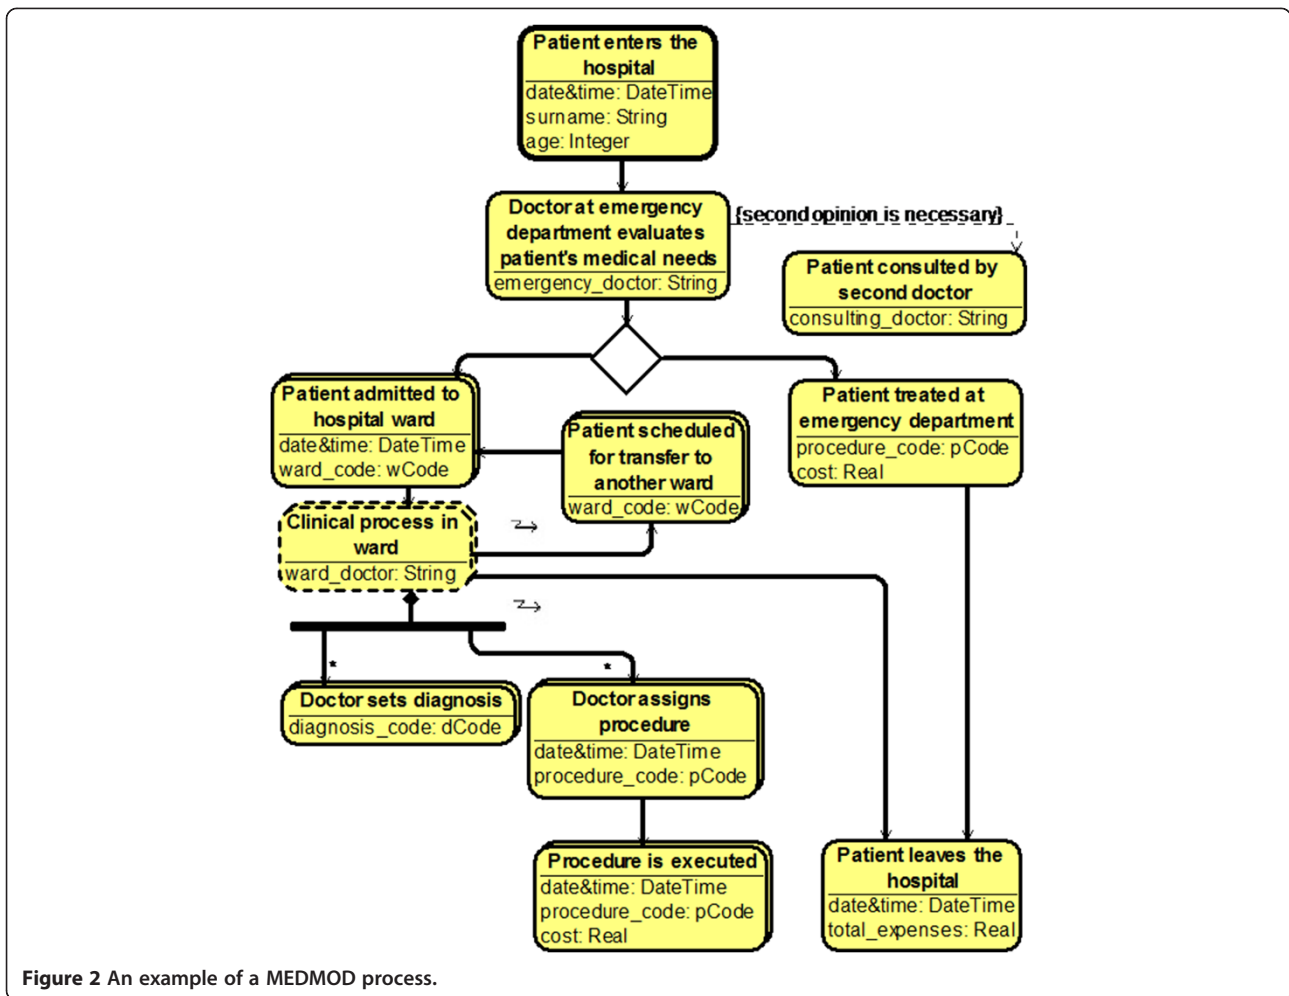 Patient enters the
hospital
date&time: DateTime
surname: String
age: Integer
Doctor at emergency
department evaluates
patient's medical needs
emergency_doctor: String
{second opinion is necessary}
Patient consulted by
second doctor
consulting_doctor: String
Patient admitted to
hospital ward
date&time: DateTime
ward_code: wCode
Patient scheduled
for transfer to
another ward
ward_code: wCode
Patient treated at
emergency department
procedure_code: pCode
cost: Real
Clinical process in
ward
ward_doctor: String
*
*
Doctor sets diagnosis
diagnosis_code: dCode
Doctor assigns
procedure
date&time: DateTime
procedure_code: pCode
Procedure is executed
date&time: DateTime
procedure_code: pCode
cost: Real
Patient leaves the
hospital
date&time: DateTime
total_expenses: Real
Figure 2 An example of a MEDMOD process.